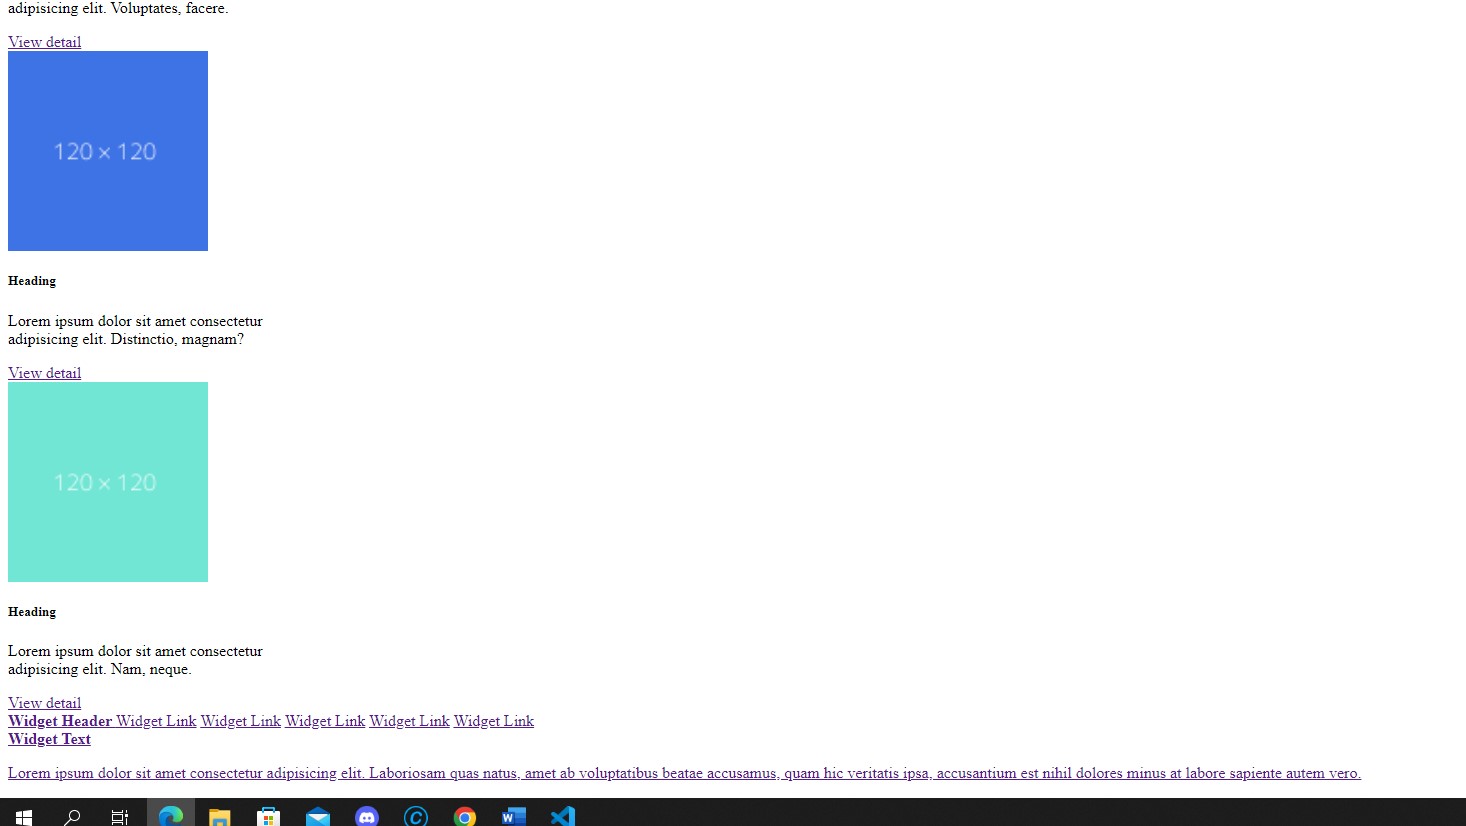 adipisicing elit. Voluptates, facere.
View detail
120 × 120
Heading
Lorem ipsum dolor sit amet consectetur
adipisicing elit. Distinctio, magnam?
View detail
120 × 120
Heading
Lorem ipsum dolor sit amet consectetur
adipisicing elit. Nam, neque.
View detail
Widget Header Widget Link Widget Link Widget Link Widget Link Widget Link
Widget Text
Lorem ipsum dolor sit amet consectetur adipisicing elit. Laboriosam quas natus, amet ab voluptatibus beatae accusamus, quam hic veritatis ipsa, accusantium est nihil dolores minus at labore sapiente autem vero.